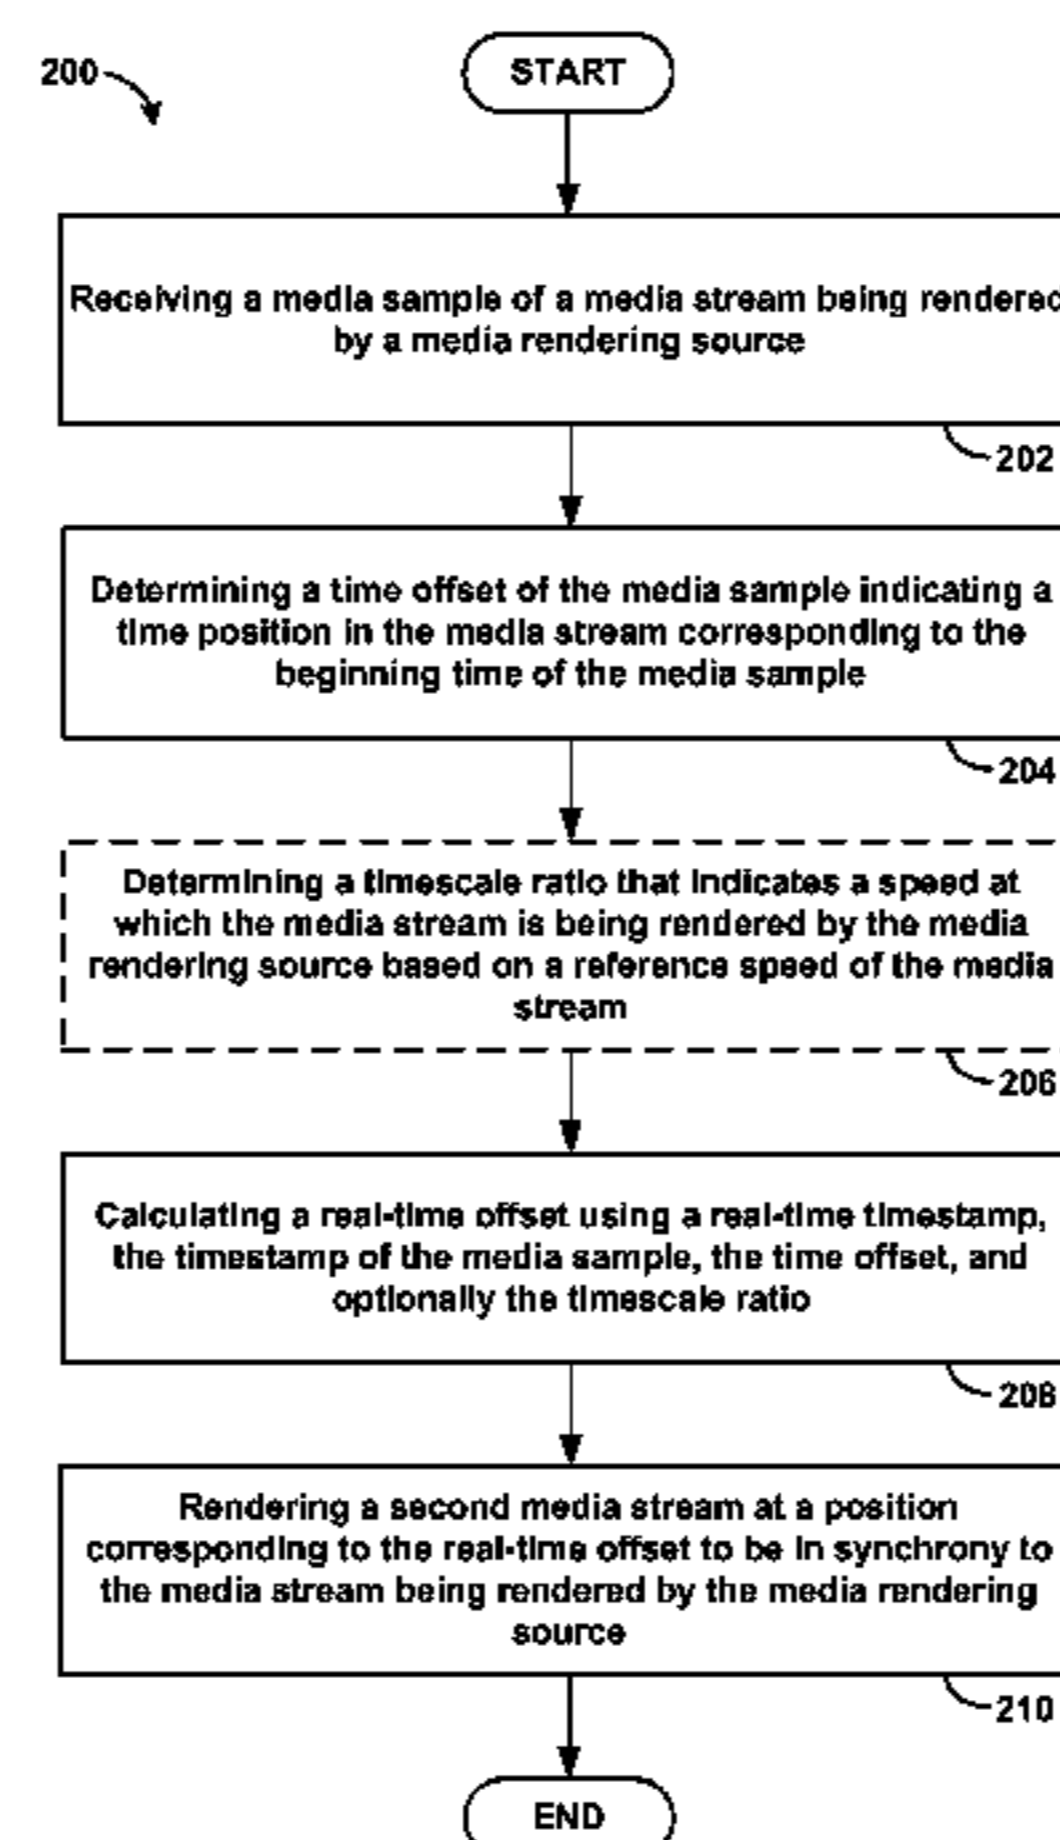 200
START
Receiving a media sample of a media stream being rendered
by a media rendering source
202
Determining a time offset of the media sample indicating a
time position in the media stream corresponding to the
beginning time of the media sample
204
Determining a timescale ratio that indicates a speed at
which the media stream is being rendered by the media
rendering source based on a reference speed of the media
stream
206
Calculating a real-time offset using a real-time timestamp,
the timestamp of the media sample, the time offset, and
optionally the timescale ratio
208
Rendering a second media stream at a position
corresponding to the real-time offset to be in synchrony to
the media stream being rendered by the media rendering
source
210
END